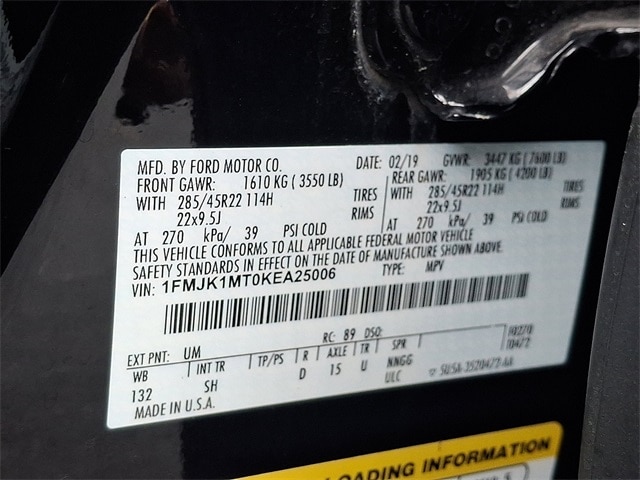 MFD. BY FORD MOTOR CO. DATE: 02/19 GVWR: 3447 KG ( 7600 LB)
FRONT GAWR: 1610 KG ( 3550 LB) REAR GAWR: 1905 KG ( 4200 LB)
WITH 285/45R22 114H TIRES WITH 285/45R22 114H TIRES
22x9.5J RIMS 22x9.5J RIMS
AT 270 kPa/ 39 PSI COLD AT 270 kPa/ 39 PSI COLD
THIS VEHICLE CONFORMS TO ALL APPLICABLE FEDERAL MOTOR VEHICLE
SAFETY STANDARDS IN EFFECT ON THE DATE OF MANUFACTURE SHOWN ABOVE.
VIN: 1FMJK1MT0KEA25006 TYPE: MPV
EXT PNT: UM RC: 89 DSO:
WB INT TR TP/PS R AXLE TR SPR
132 SH D 15 U NNGG
ULC
MADE IN U.S.A.
LOADING INFORMATION